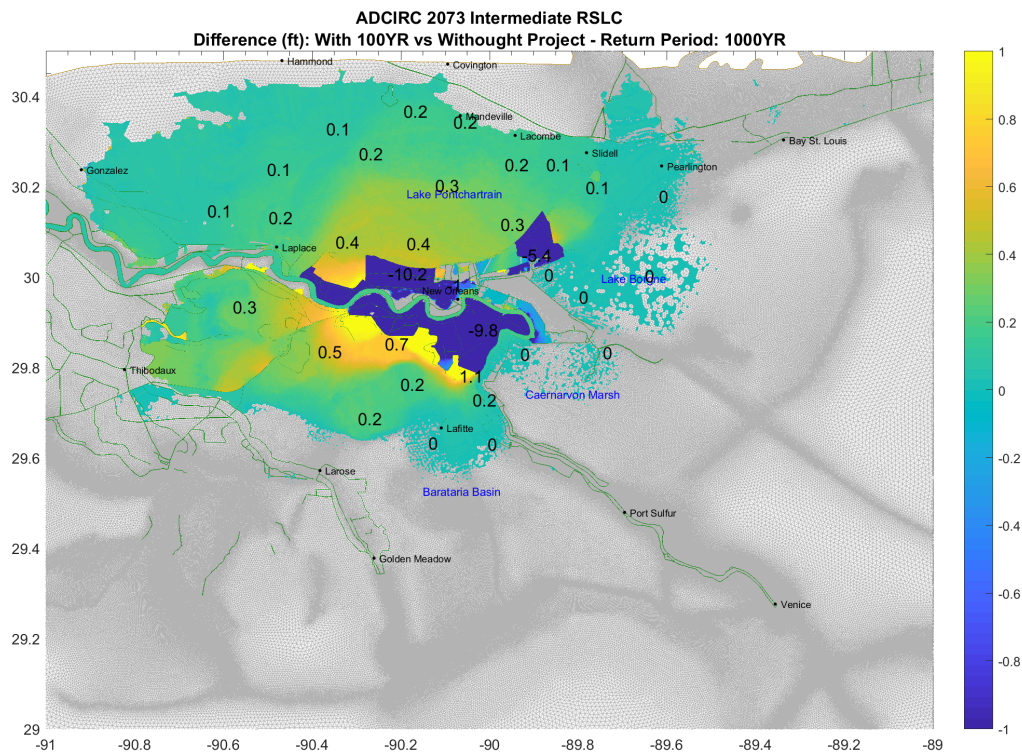 ADCIRC 2073 Intermediate RSLC
Difference (ft): With 100YR vs Withought Project - Return Period: 1000YR
Hammond
Covington
30.4
0.2
Mandeville
0.2
0.1
Lacombe
Bay St. Louis
0.2
Slidell
Gonzalez
0.1
0.2
0.1
Pearlington
30.2
0.3
Lake Pontchartrain
0.1
0
0.1
0.2
0.3
Laplace
0.4
0.4
-5.4
30
-10.2
0
0
Lake Borgne
New Orleans
0
0.3
-9.8
0.7
0.5
0
0
29.8
Thibodaux
1.1
0.2
Caernarvon Marsh
0.2
0.2
Lafitte
29.6
0
0
Larose
Barataria Basin
Port Sulfur
29.4
Golden Meadow
Venice
29.2
29
-91
-90.8
-90.6
-90.4
-90.2
-90
-89.8
-89.6
-89.4
-89.2
-89
1
0.8
0.6
0.4
0.2
0
-0.2
-0.4
-0.6
-0.8
-1